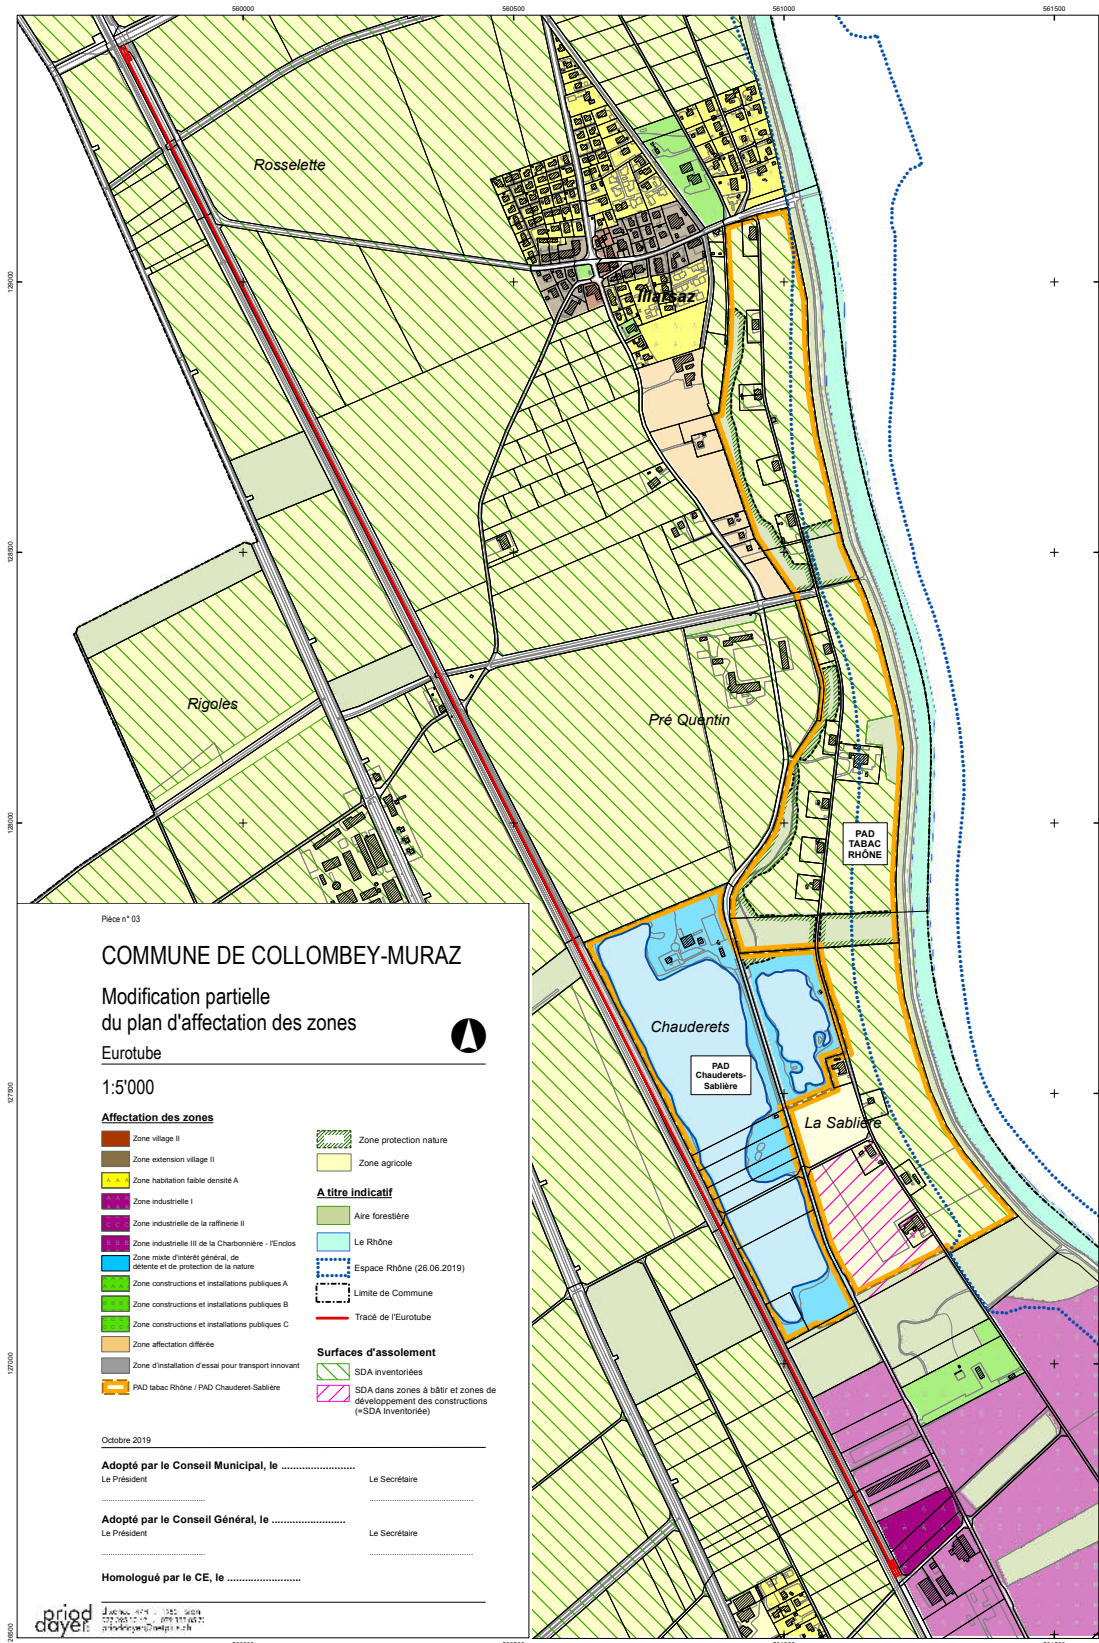 560000
560500
561000
561500
Rosselette
129000
Illarsaz
128500
Rigoles
Pré Quentin
128000
PAD
TABAC
RHÔNE
Chauderets
PAD
Chauderets-
Sablière
127500
La Sablière
127000
126500
Pièce n° 03
COMMUNE DE COLLOMBEY-MURAZ
Modification partielle
du plan d'affectation des zones
Eurotube
1:5'000
Affectation des zones
Zone village II
Zone extension village II
Zone habitation faible densité A
Zone industrielle I
Zone industrielle de la raffinerie II
Zone industrielle III de la Charbonnière - l'Enclos
Zone mixte d'intérêt général, de
détente et de protection de la nature
Zone constructions et installations publiques A
Zone constructions et installations publiques B
Zone constructions et installations publiques C
Zone affectation différée
Zone d'installation d'essai pour transport innovant
PAD tabac Rhône / PAD Chauderet-Sablière
Zone protection nature
Zone agricole
A titre indicatif
Aire forestière
Le Rhône
Espace Rhône (26.06.2019)
Limite de Commune
Tracé de l'Eurotube
Surfaces d'assolement
SDA inventoriées
SDA dans zones à bâtir et zones de
développement des constructions
(=SDA Inventoriée)
Octobre 2019
Adopté par le Conseil Municipal, le .........................
Le Président Le Secrétaire
Adopté par le Conseil Général, le .........................
Le Président Le Secrétaire
Homologué par le CE, le .........................
priod
dayer